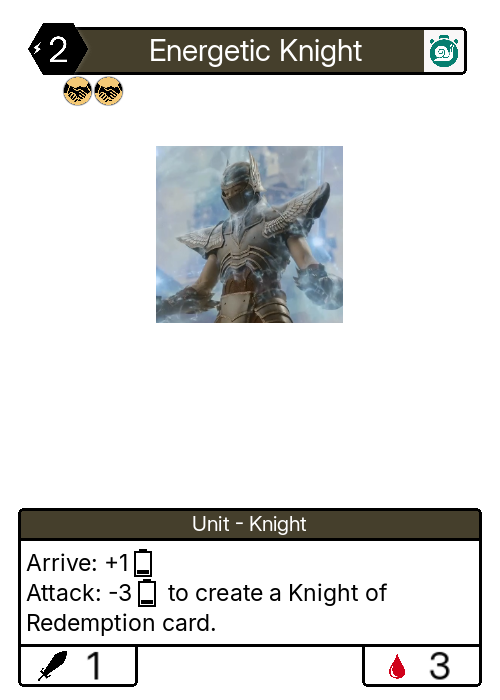 2
Energetic Knight
Unit - Knight
Arrive: +1
Attack: -3 to create a Knight of
Redemption card.
1
3